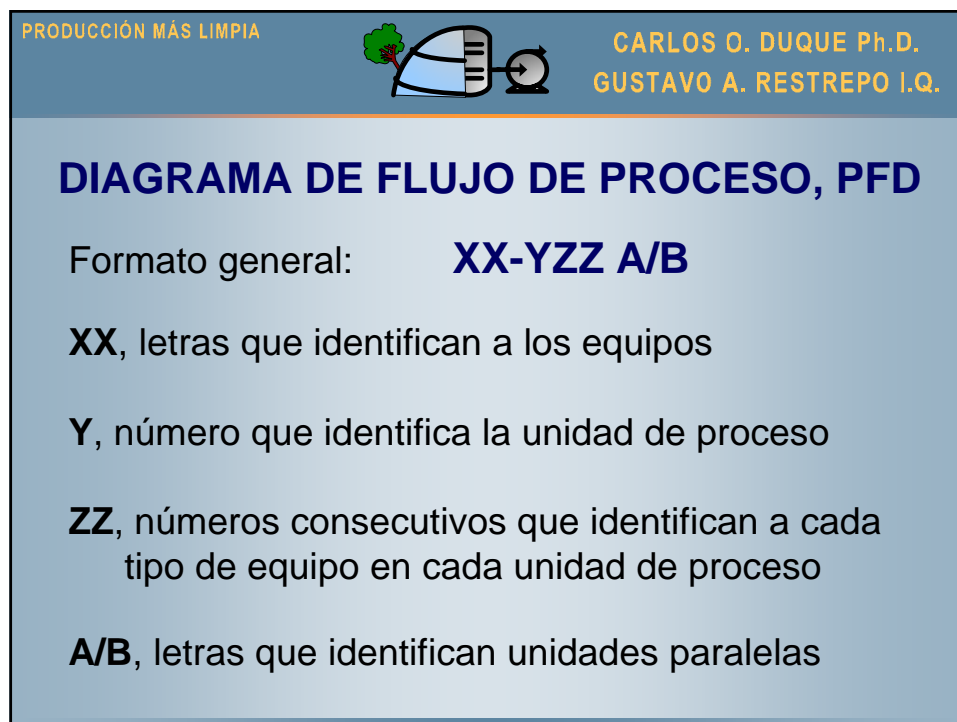 PRODUCCIÓN MÁS LIMPIA
CARLOS O. DUQUE Ph.D.
GUSTAVO A. RESTREPO I.Q.
DIAGRAMA DE FLUJO DE PROCESO, PFD
Formato general: XX-YZZ A/B
XX, letras que identifican a los equipos
Y, número que identifica la unidad de proceso
ZZ, números consecutivos que identifican a cada
tipo de equipo en cada unidad de proceso
A/B, letras que identifican unidades paralelas